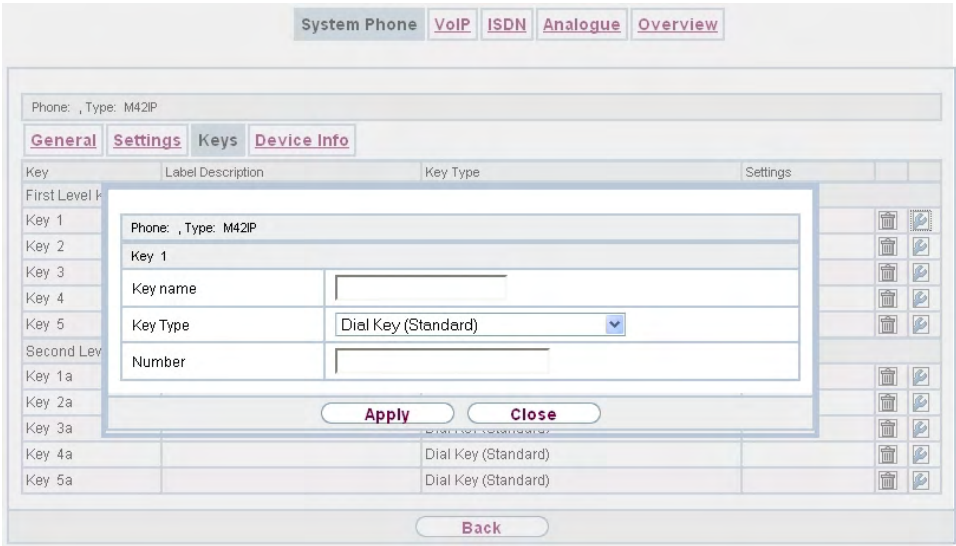 System Phone VoIP ISDN Analogue Overview
Phone: , Type: M42IP
General Settings Keys Device Info
Key Label Description Key Type Settings
First Level K
Key 1
Key 2
Key 3
Key 4
Key 5
Second Lev
Key 1a
Key 2a
Key 3a
Key 4a Dial Key (Standard)
Key 5a Dial Key (Standard)
Phone: , Type: M42IP
Key 1
Key name
Key Type Dial Key (Standard)
Number
Apply Close
Back